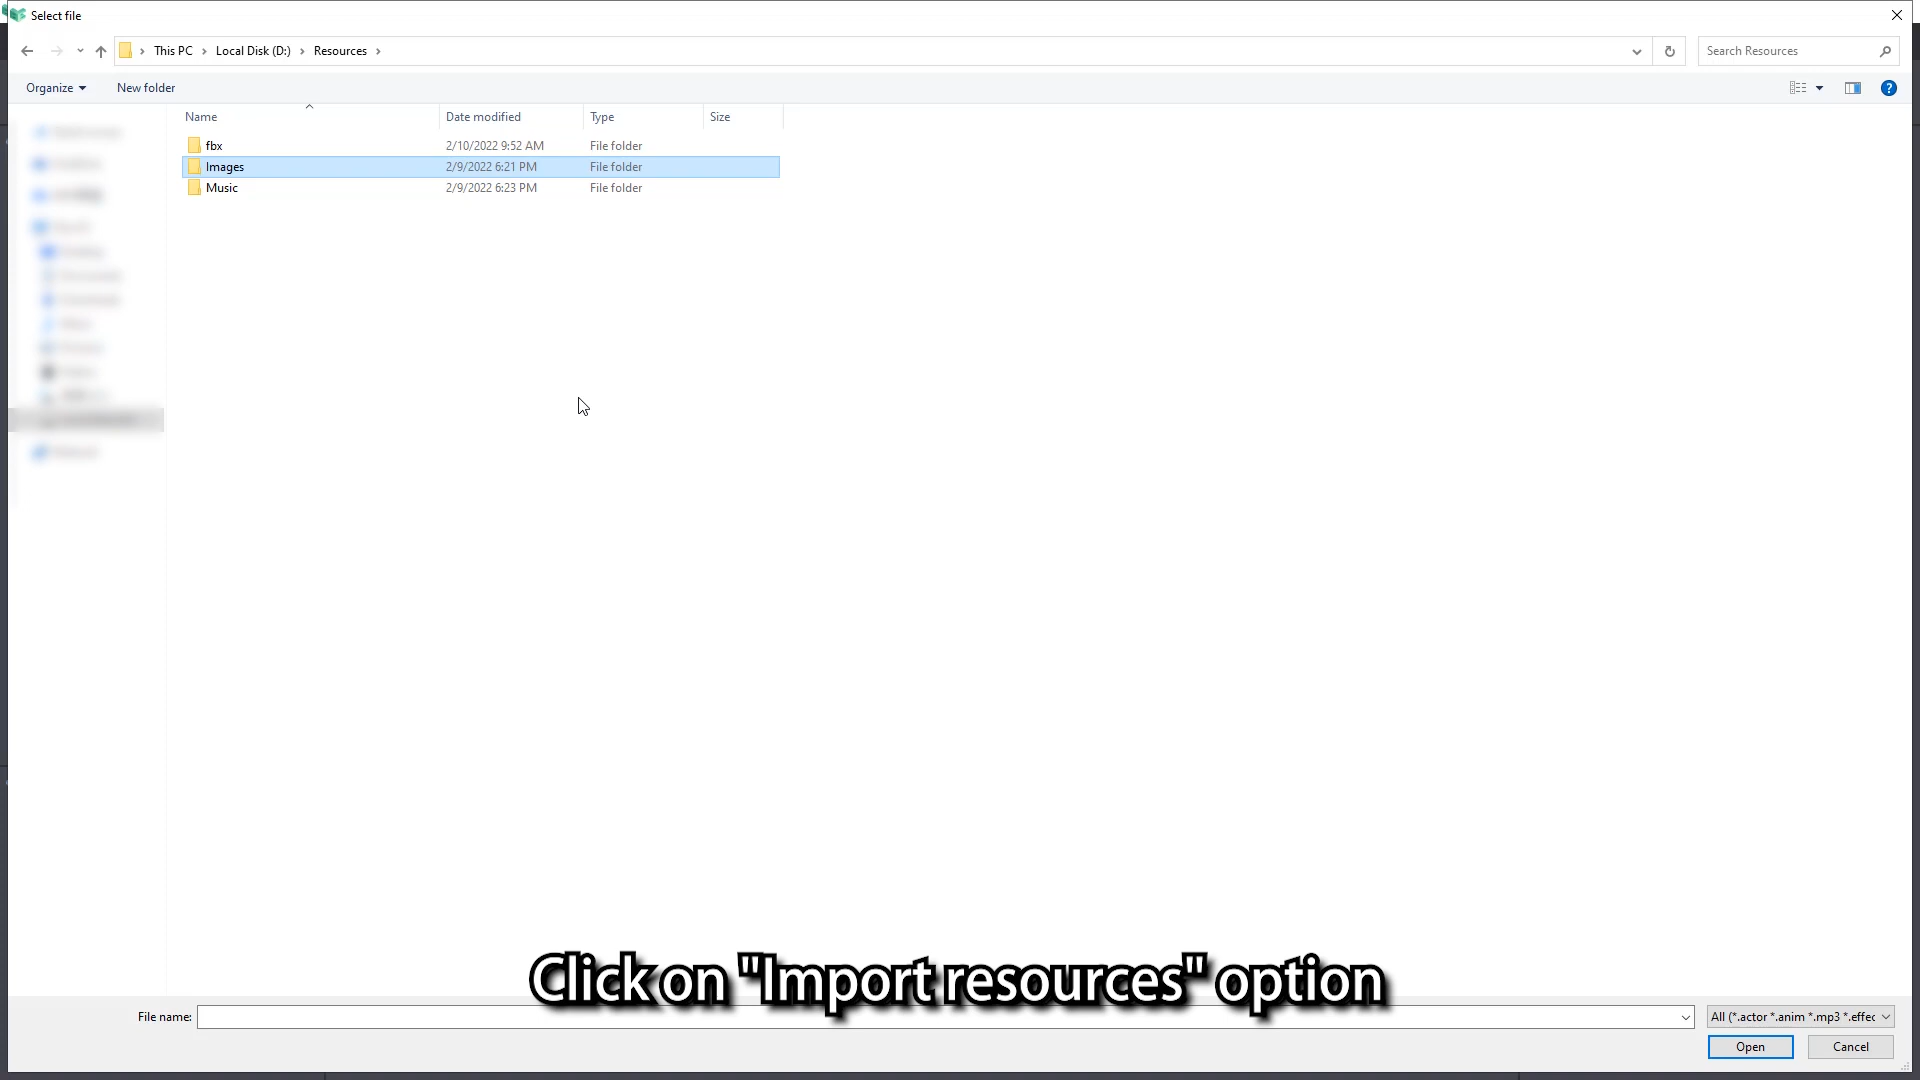 Select file
This PC
Local Disk (D:)
Resources
Search Resources
Organize
New folder
Name
Date modified
Type
Size
fbx 2/10/2022 9:52 AM File folder
Images 2/9/2022 6:21 PM File folder
Music 2/9/2022 6:23 PM File folder
Click on "Import resources" option
File name:
All (*.actor *.anim *.mp3 *.effec
Open
Cancel